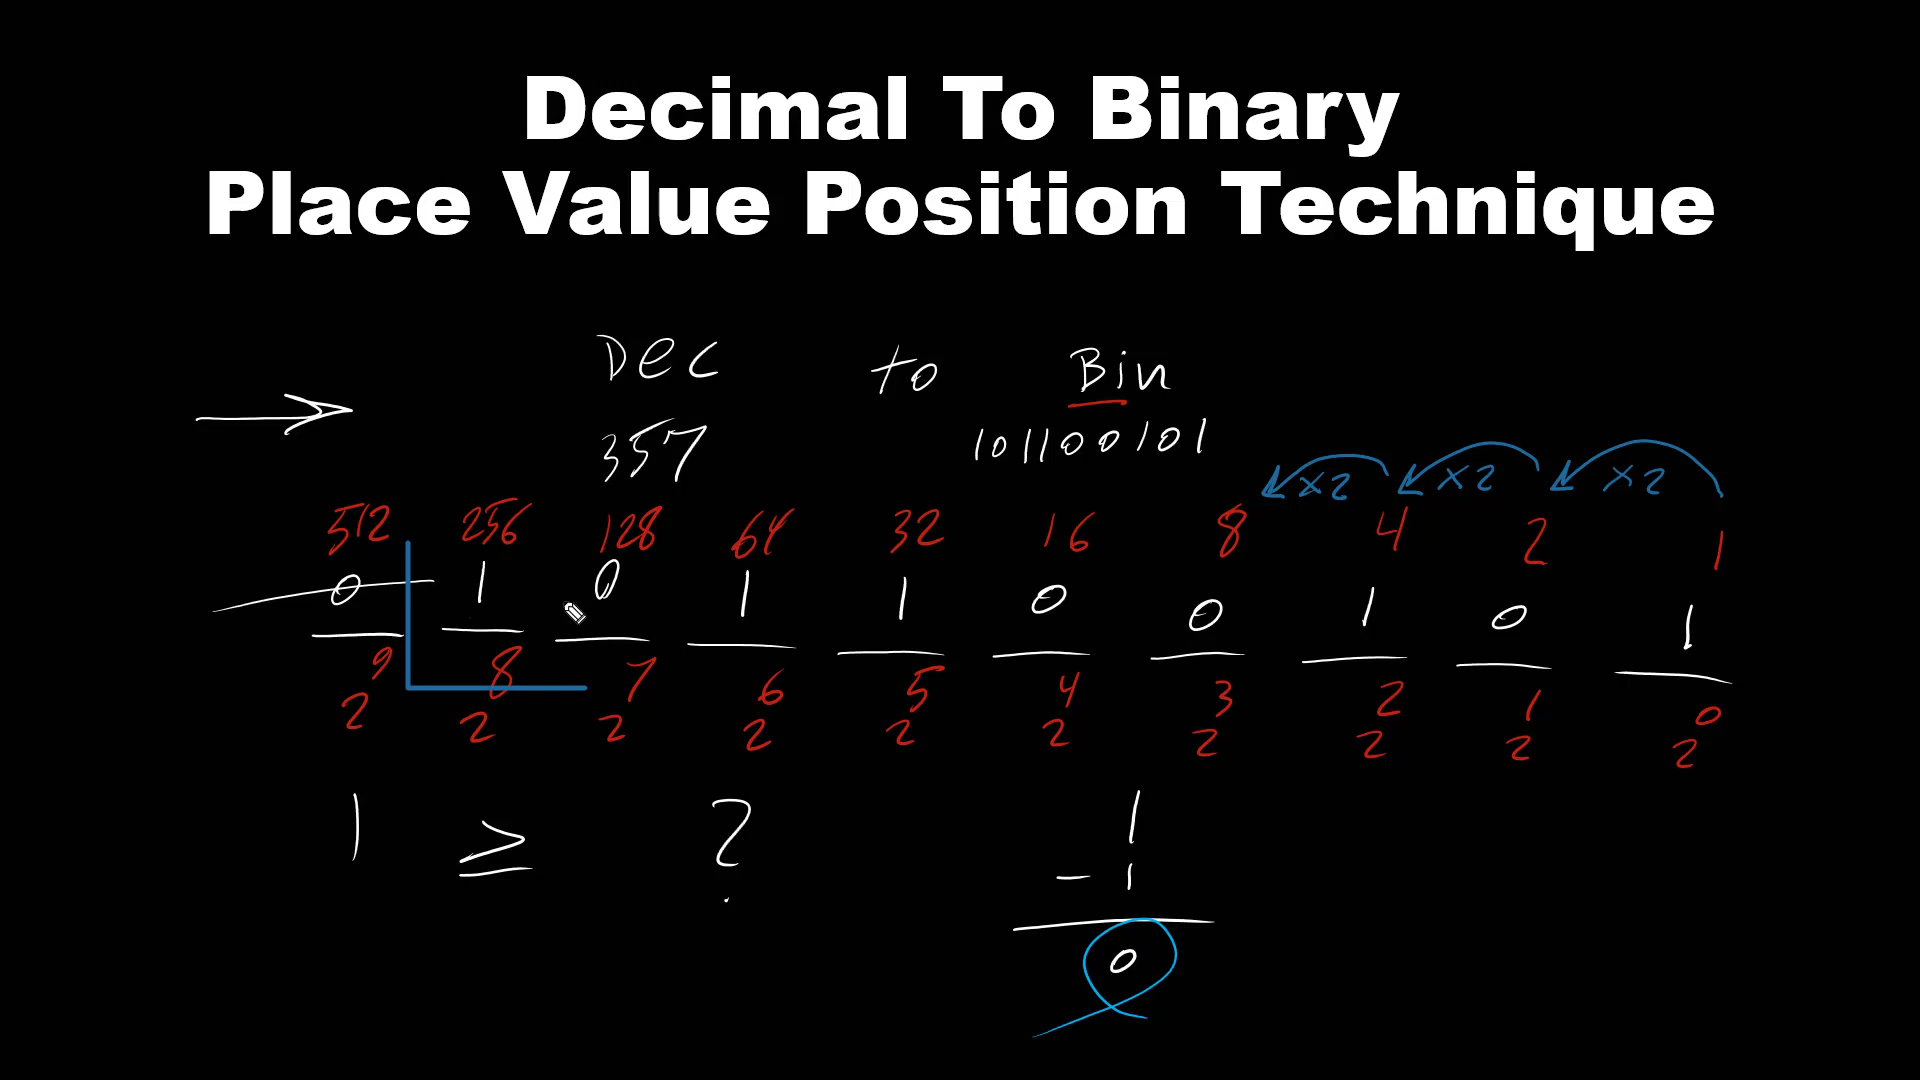 Decimal To Binary
Place Value Position Technique
Dec to Bin
357 101100101
x2 x2 x2
512 256 128 64 32 16 8 4 2 1
0 1 0 1 1 0 0 1 0 1
9 8 7 6 5 4 3 2 1 0
2 2 2 2 2 2 2 2 2 2
1 ≥ ? 1
- 1
0